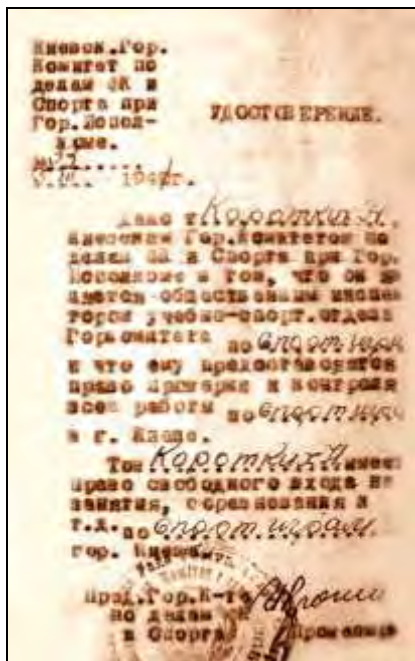 Киевск.Гор.
Комитет по
делам ФК и
Спорта при
Гор.Испол-
коме.
УДОСТОВЕРЕНИЕ.
194 г.
Дано т. Коротких
Киевским Гор.Комитетом по
делам ФК и Спорта при Гор.
Исполкоме в том, что он яв
ляется общественным инспек
тором учебно-спорт.отдела
Горкомитета по Спорт играм
и что ему предоставляется
право проверки и контроля
всей работы по Спорт играм
в г. Киеве.
Тов. Коротких имеет
право свободного входа на
занятия, соревнования и
т.д. по Спорт. играм
гор. Киева.
Пред.Гор.К-та
по делам
и Спорта